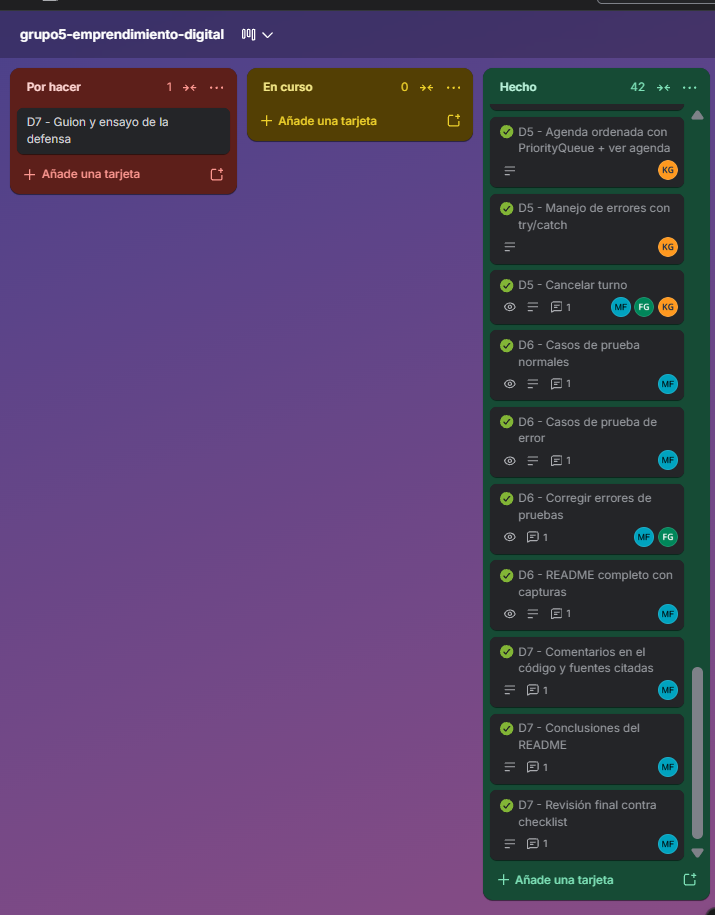 grupo5-emprendimiento-digital
Por hacer 1
D7 - Guion y ensayo de la
defensa
Añade una tarjeta
En curso 0
Añade una tarjeta
Hecho 42
D5 - Agenda ordenada con
PriorityQueue + ver agenda
KG
D5 - Manejo de errores con
try/catch
KG
D5 - Cancelar turno
1 MF FG KG
D6 - Casos de prueba
normales
1 MF
D6 - Casos de prueba de
error
1 MF
D6 - Corregir errores de
pruebas
1 MF FG
D6 - README completo con
capturas
1 MF
D7 - Comentarios en el
código y fuentes citadas
1 MF
D7 - Conclusiones del
README
1 MF
D7 - Revisión final contra
checklist
1 MF
Añade una tarjeta